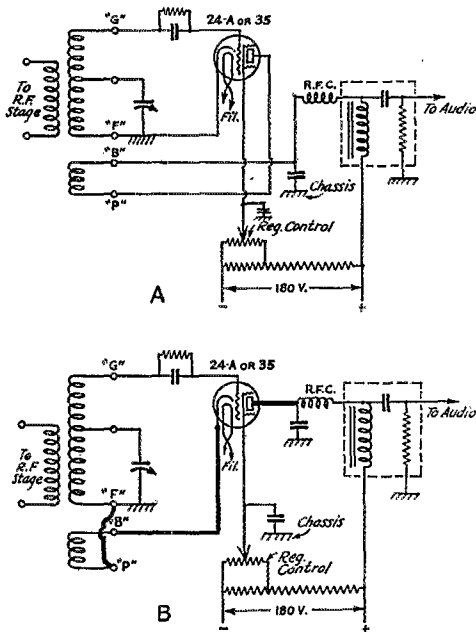 24-A OR 35
"G"
R.F.C.
To
R.F.
Stage
To Audio
Fil.
"F"
"B"
Chassis
"P"
Reg. Control
A
180 V.
-
+
24-A OR 35
"G"
R.F.C.
To Audio
To
R.F
Stage
Fil.
"F"
"B"
Chassis
"P"
Reg.
Control
B
180 V.
-
+